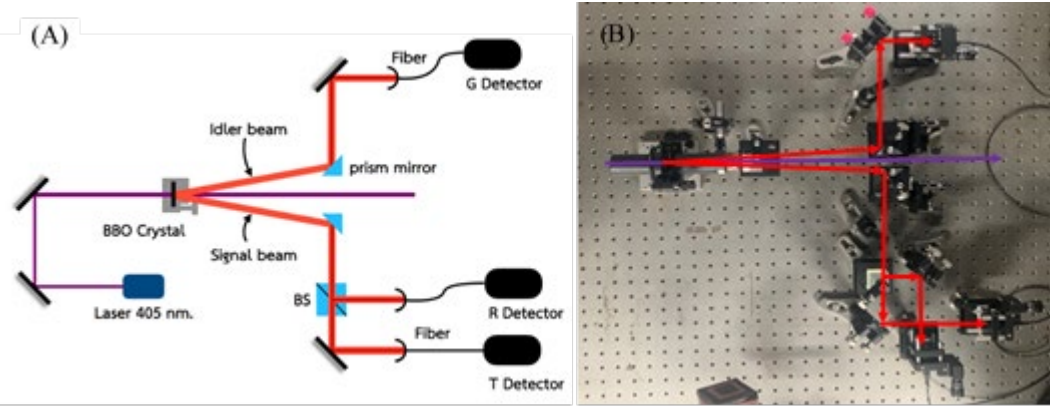 (A)
Fiber
G Detector
Idler beam
prism mirror
BBO Crystal
Signal beam
Laser 405 nm.
BS
R Detector
Fiber
T Detector
(B)